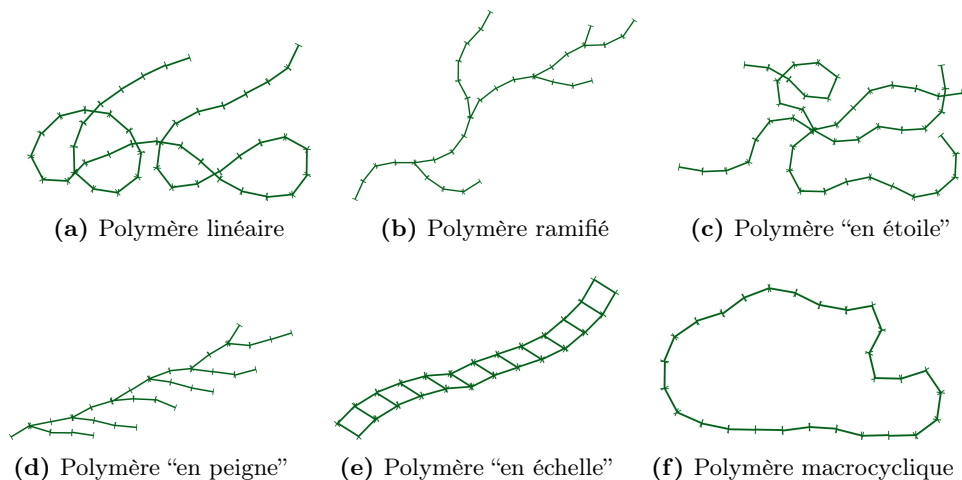 (a) Polymère linéaire
(b) Polymère ramifié
(c) Polymère “en étoile”
(d) Polymère “en peigne”
(e) Polymère “en échelle”
(f) Polymère macrocyclique